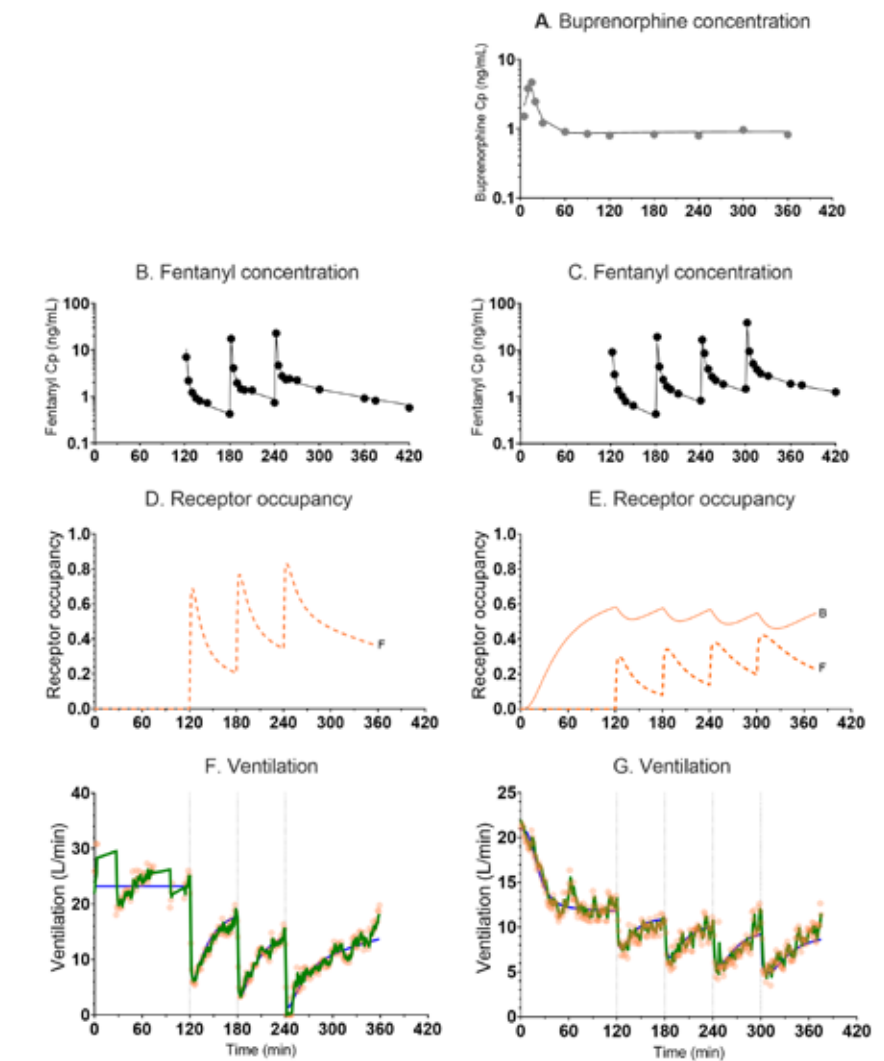 A. Buprenorphine concentration
Buprenorphine Cp (ng/mL)
10
1
0.1
0 60 120 180 240 300 360 420
B. Fentanyl concentration
Fentanyl Cp (ng/mL)
100
10
1
0.1
0 60 120 180 240 300 360 420
C. Fentanyl concentration
Fentanyl Cp (ng/mL)
100
10
1
0.1
0 60 120 180 240 300 360 420
D. Receptor occupancy
Receptor occupancy
1.0
0.8
0.6
0.4
0.2
0.0
F
0 60 120 180 240 300 360 420
E. Receptor occupancy
Receptor occupancy
1.0
0.8
0.6
0.4
0.2
0.0
B
F
0 60 120 180 240 300 360 420
F. Ventilation
Ventilation (L/min)
40
30
20
10
0
0 60 120 180 240 300 360 420
Time (min)
G. Ventilation
Ventilation (L/min)
25
20
15
10
5
0
0 60 120 180 240 300 360 420
Time (min)